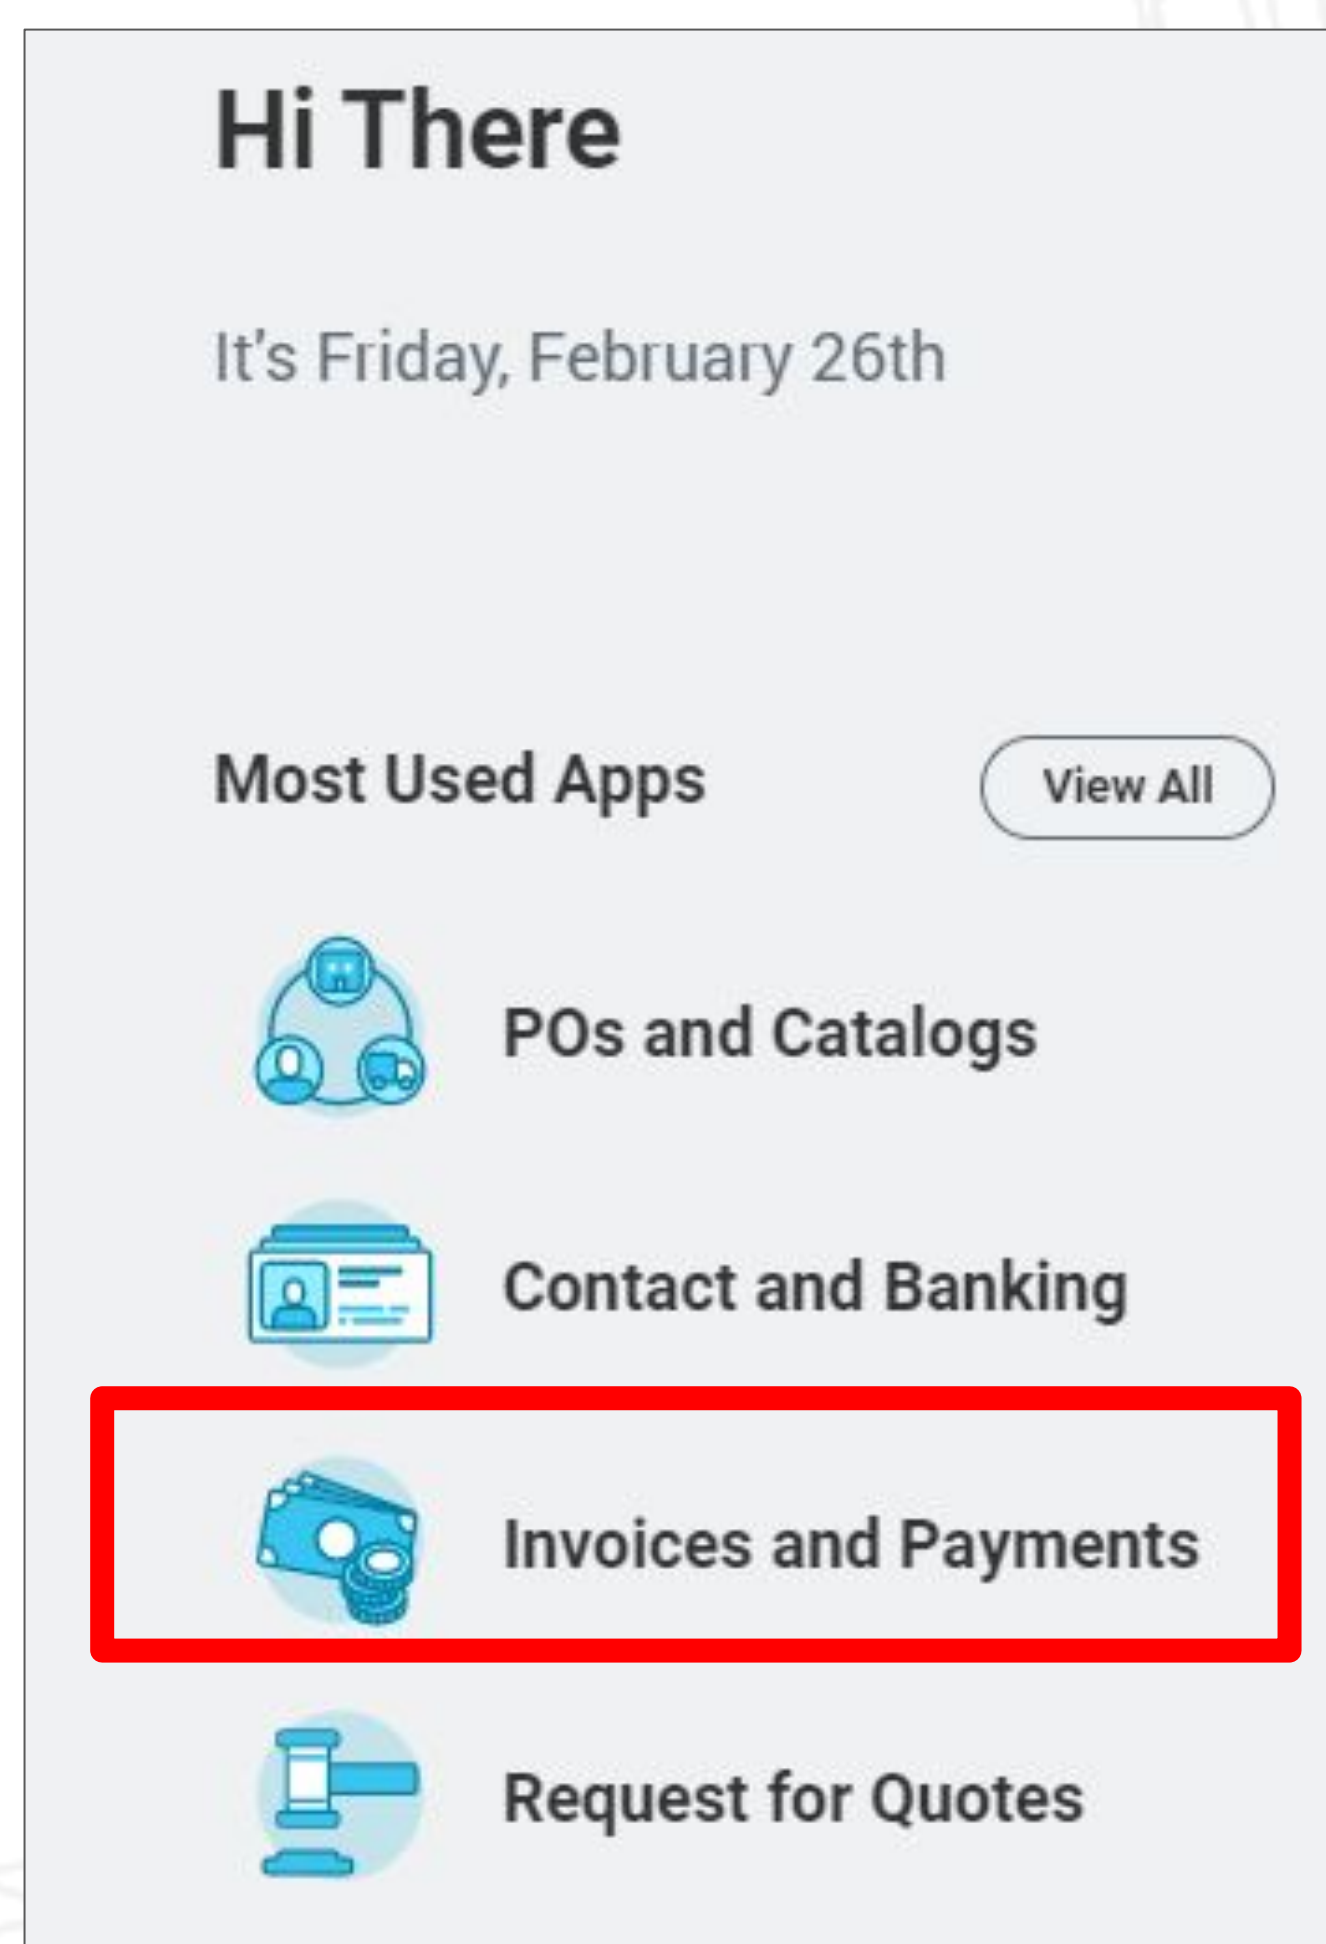 Hi There
It's Friday, February 26th
Most Used Apps
View All
POs and Catalogs
Contact and Banking
Invoices and Payments
Request for Quotes